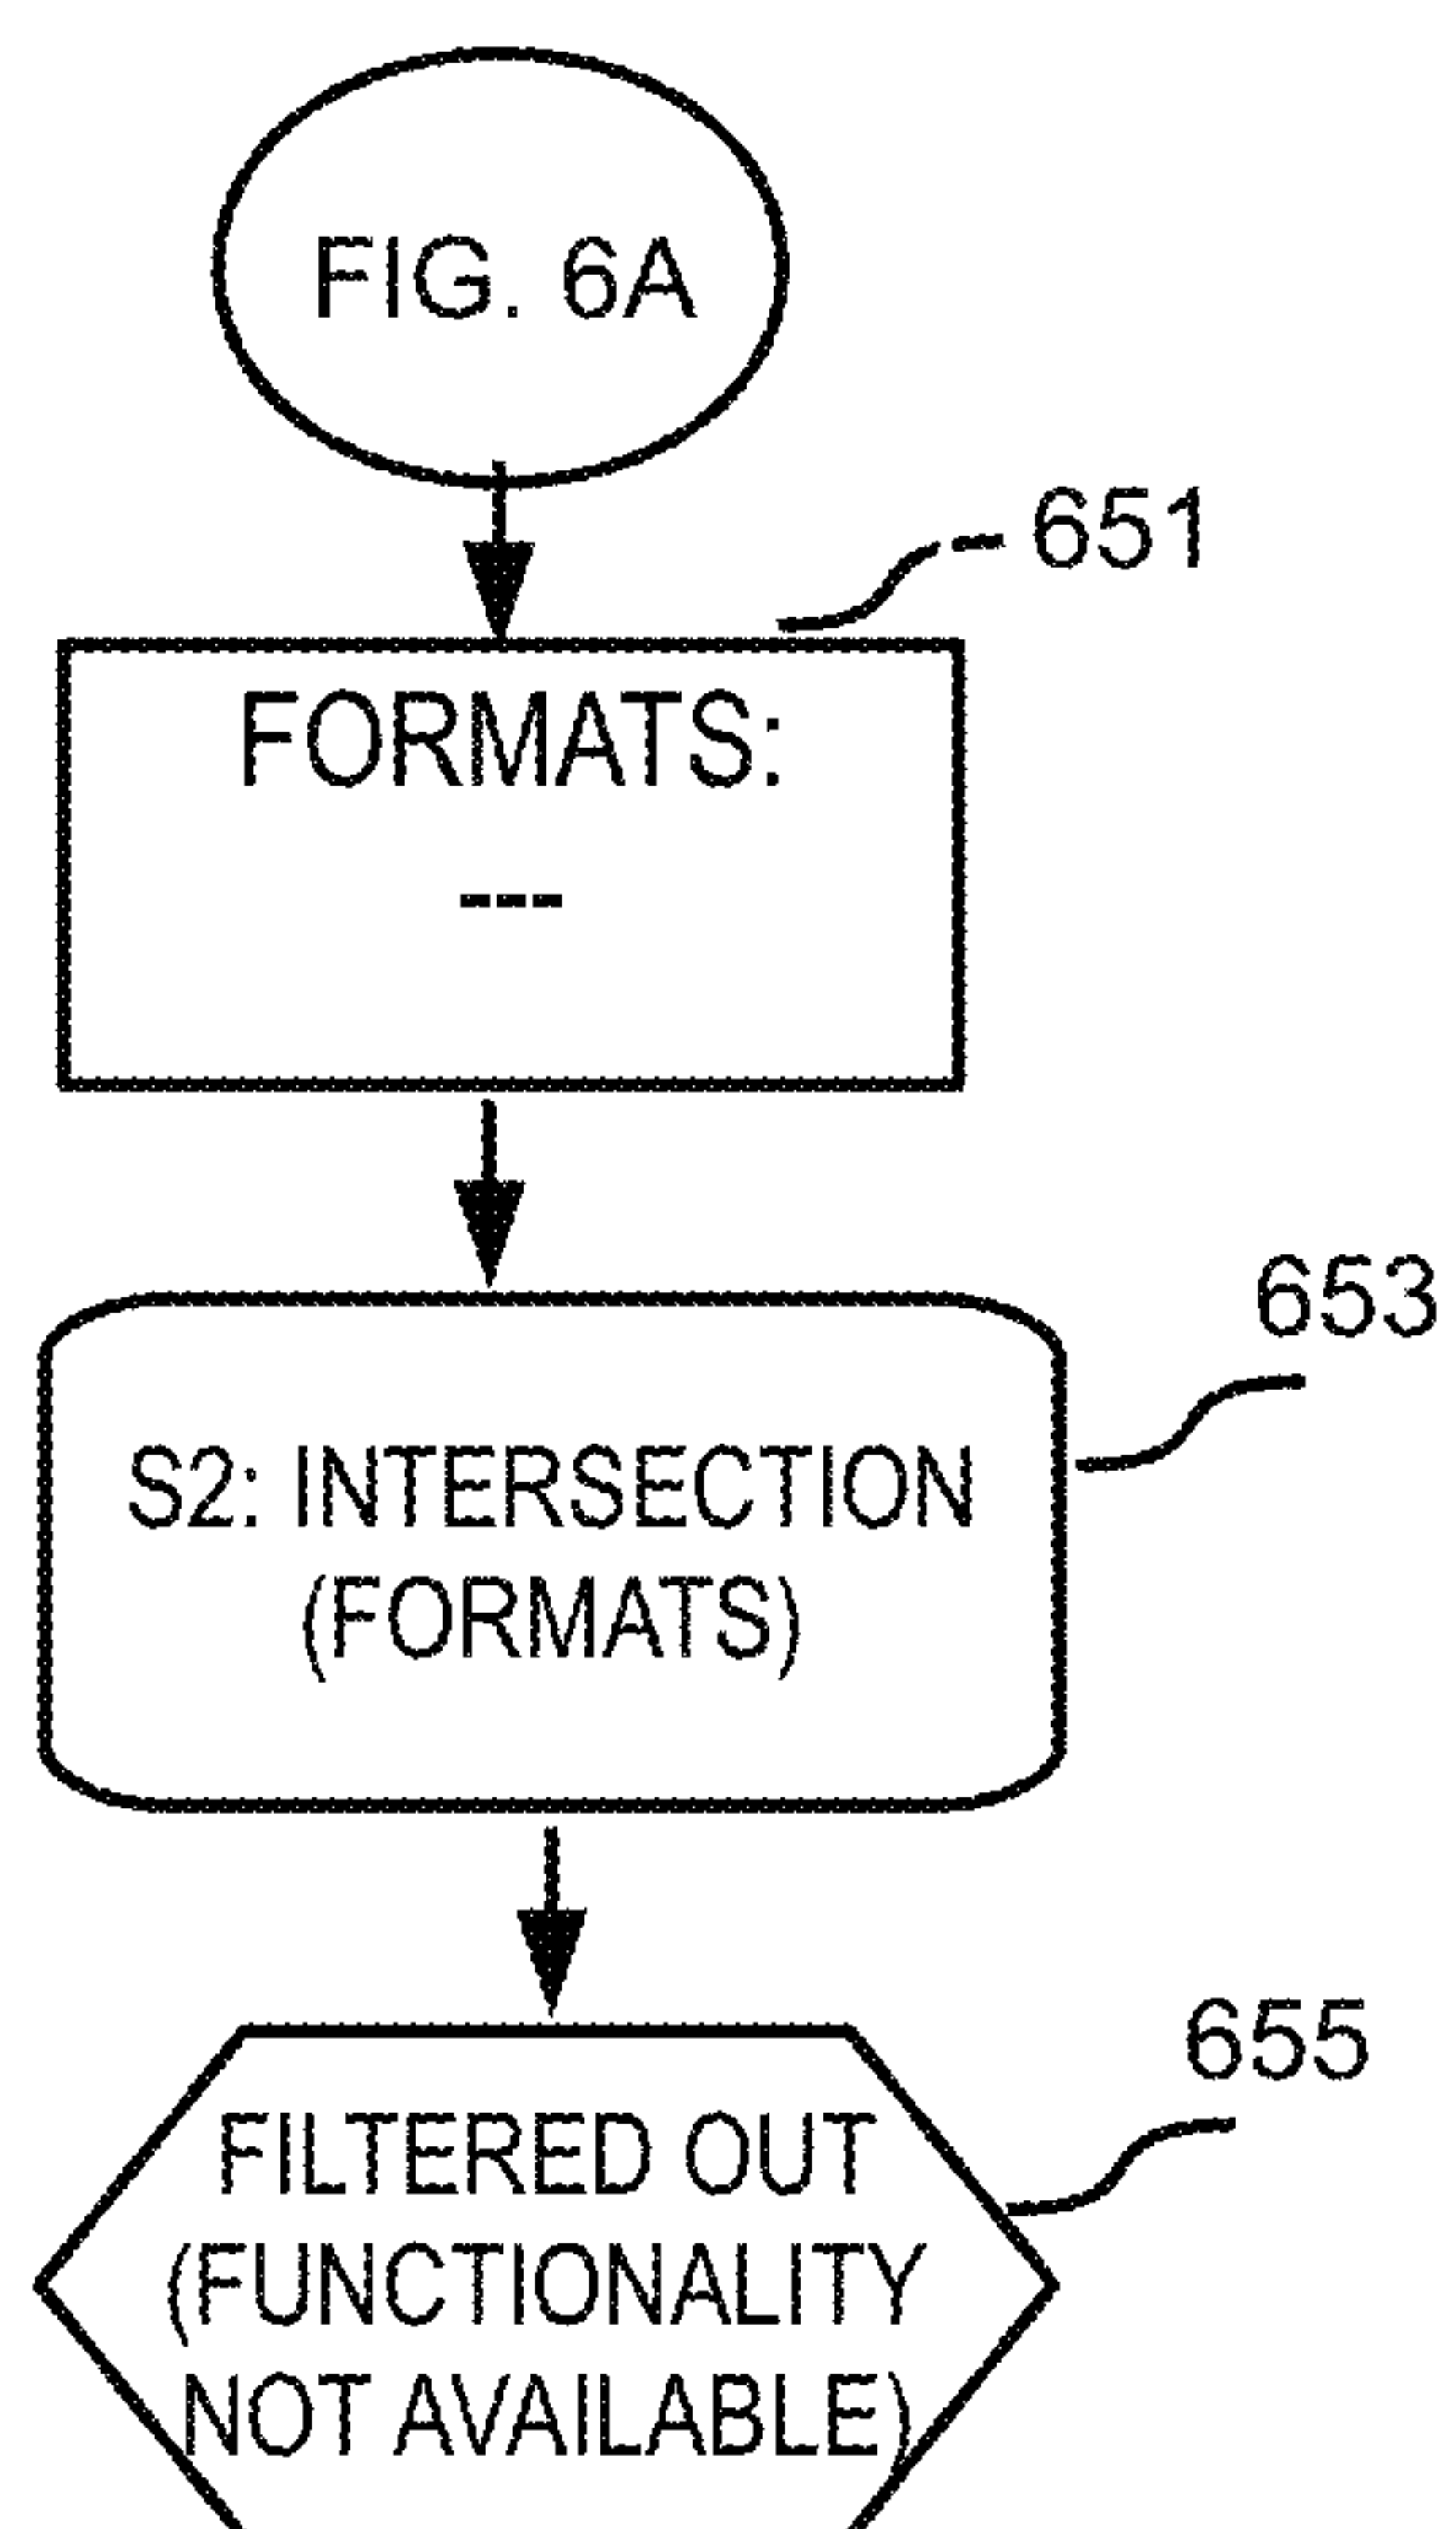 FIG. 6A
651
FORMATS:
---
653
S2: INTERSECTION
(FORMATS)
655
FILTERED OUT
(FUNCTIONALITY
NOT AVAILABLE)